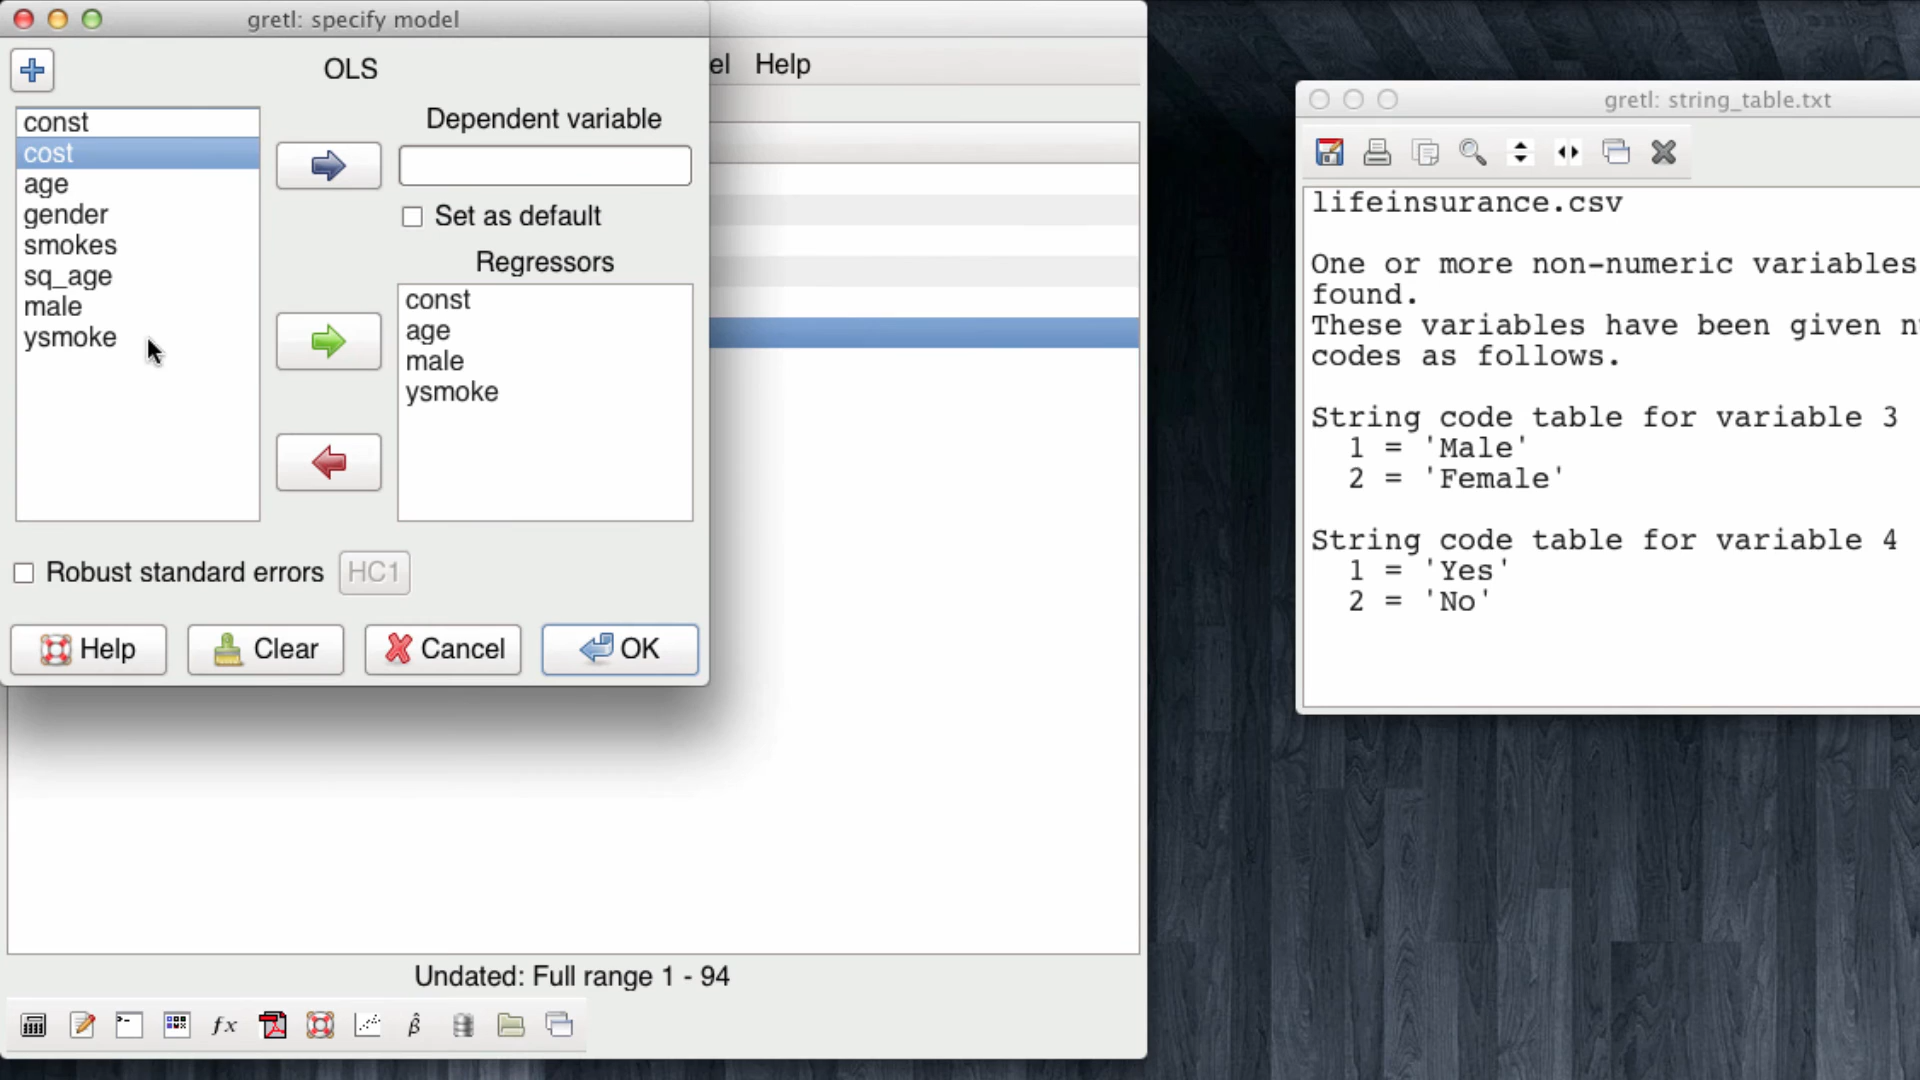 gretl: specify model
OLS
const
cost
age
gender
smokes
sq_age
male
ysmoke
Dependent variable
Set as default
Regressors
const
age
male
ysmoke
Robust standard errors
HC1
Help
Clear
Cancel
OK
el
Help
Undated: Full range 1 - 94
fx
β̂
gretl: string_table.txt
lifeinsurance.csv
One or more non-numeric variables
found.
These variables have been given
codes as follows.
String code table for variable 3
1 = 'Male'
2 = 'Female'
String code table for variable 4
1 = 'Yes'
2 = 'No'